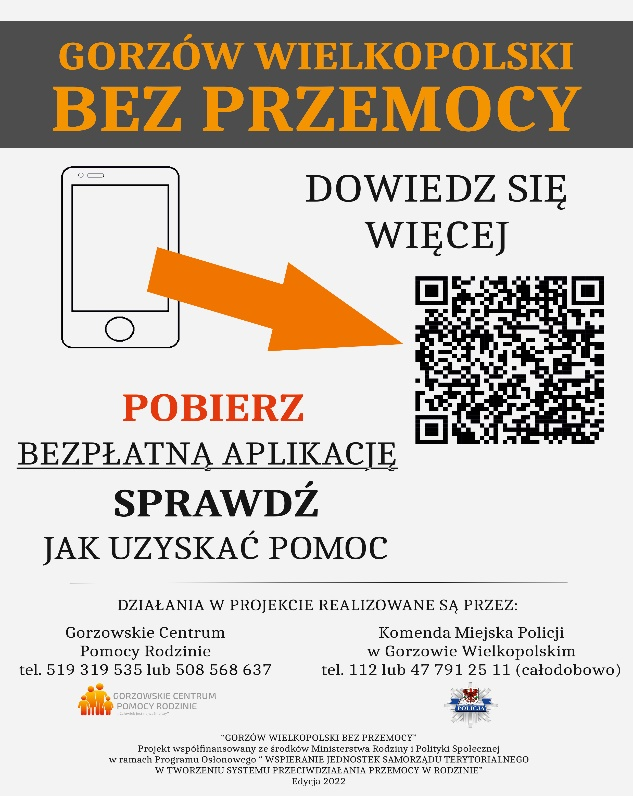 GORZÓW WIELKOPOLSKI
BEZ PRZEMOCY
DOWIEDZ SIĘ
WIĘCEJ
POBIERZ
BEZPŁATNĄ APLIKACJĘ
SPRAWDŹ
JAK UZYSKAĆ POMOC
DZIAŁANIA W PROJEKCIE REALIZOWANE SĄ PRZEZ:
Gorzowskie Centrum
Pomocy Rodzinie
tel. 519 319 535 lub 508 568 637
GORZOWSKIE CENTRUM
POMOCY RODZINIE
Komenda Miejska Policji
w Gorzowie Wielkopolskim
tel. 112 lub 47 791 25 11 (całodobowo)
POLICJA
"GORZÓW WIELKOPOLSKI BEZ PRZEMOCY"
Projekt współfinansowany ze środków Ministerstwa Rodziny i Polityki Społecznej
w ramach Programu Osłonowego " WSPIERANIE JEDNOSTEK SAMORZĄDU TERYTORIALNEGO
W TWORZENIU SYSTEMU PRZECIWDZIAŁANIA PRZEMOCY W RODZINIE"
Edycja 2022